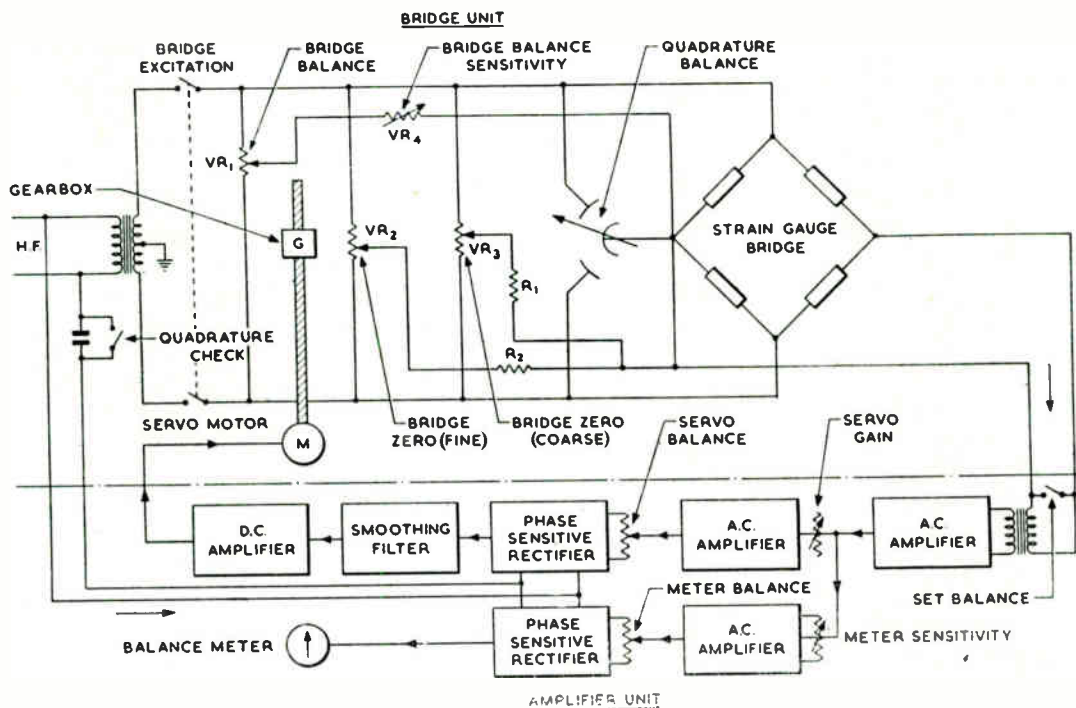 BRIDGE UNIT
BRIDGE
EXCITATION
BRIDGE
BALANCE
BRIDGE BALANCE
SENSITIVITY
QUADRATURE
BALANCE
VR4
VR1
GEARBOX
G
H.F
VR2
VR3
R1
STRAIN GAUGE
BRIDGE
QUADRATURE
CHECK
R2
SERVO MOTOR
M
BRIDGE
ZERO (FINE)
BRIDGE ZERO
(COARSE)
SERVO
BALANCE
SERVO
GAIN
D.C.
AMPLIFIER
SMOOTHING
FILTER
PHASE
SENSITIVE
RECTIFIER
A.C.
AMPLIFIER
A.C.
AMPLIFIER
SET BALANCE
METER BALANCE
BALANCE METER
PHASE
SENSITIVE
RECTIFIER
A.C.
AMPLIFIER
METER SENSITIVITY
AMPLIFIER UNIT